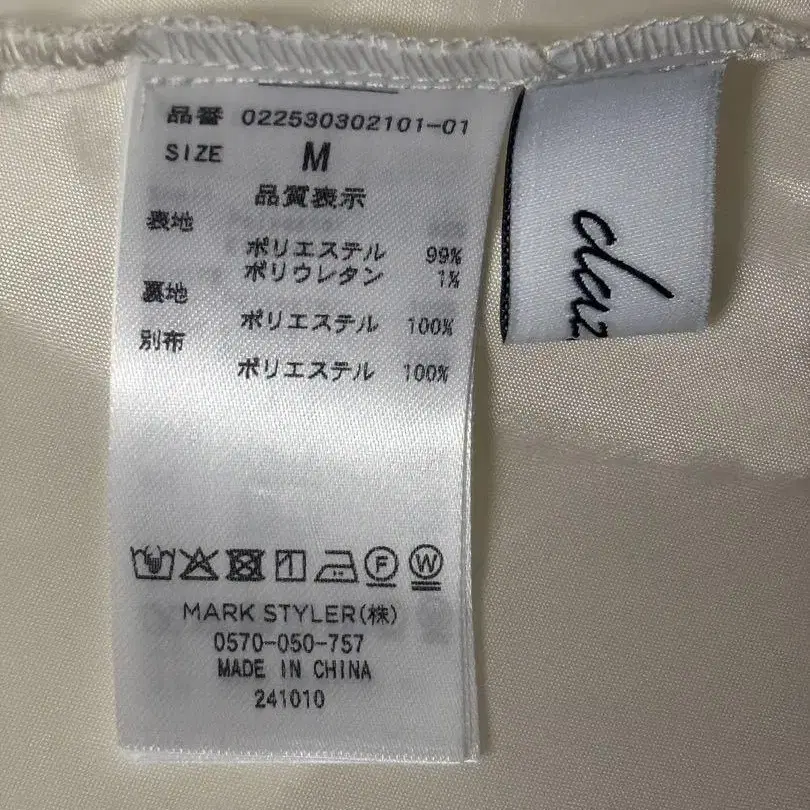 品番 022530302101-01
SIZE M
品質表示
表地
ポリエステル 99%
ポリウレタン 1%
裏地
ポリエステル 100%
別布
ポリエステル 100%
F W
MARK STYLER(株)
0570-050-757
MADE IN CHINA
241010